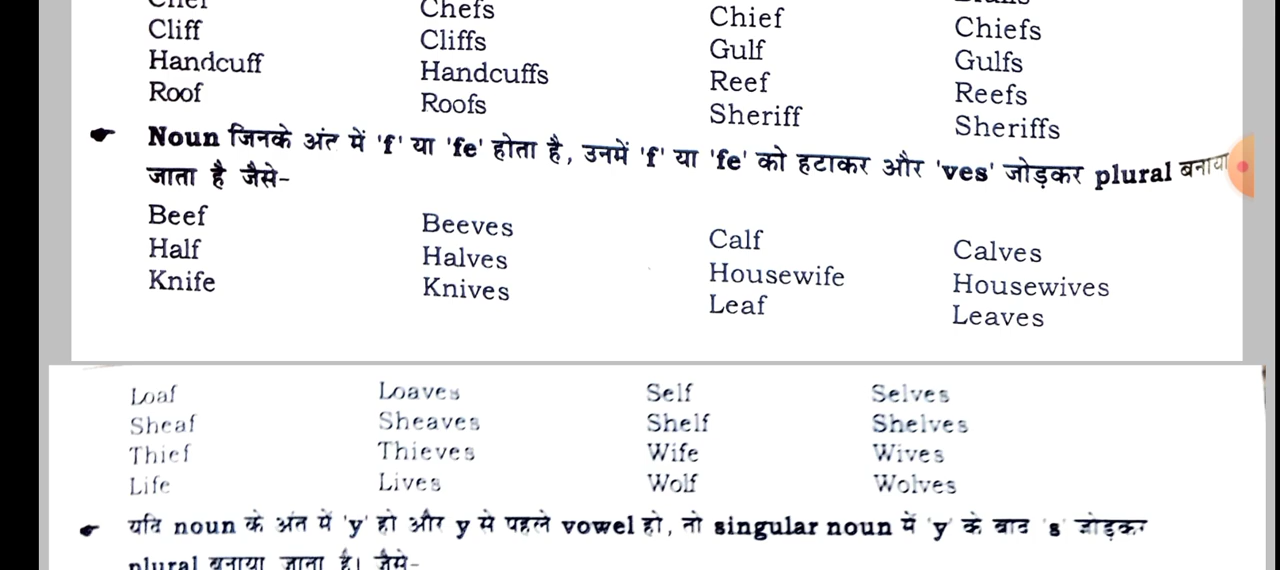 Chef Chefs Chief Chiefs
Cliff Cliffs Gulf Gulfs
Handcuff Handcuffs Reef Reefs
Roof Roofs Sheriff Sheriffs
Noun जिनके अंत में 'f' या 'fe' होता है, उनमें 'f' या 'fe' को हटाकर और 'ves' जोड़कर plural बनाया
जाता है जैसे-
Beef Beeves Calf Calves
Half Halves Housewife Housewives
Knife Knives Leaf Leaves
Loaf Loaves Self Selves
Sheaf Sheaves Shelf Shelves
Thief Thieves Wife Wives
Life Lives Wolf Wolves
यदि noun के अंत में 'y' हो और y से पहले vowel हो, तो singular noun में 'y' के बाद 's' जोड़कर
plural बनाया जाता है। जैसे-